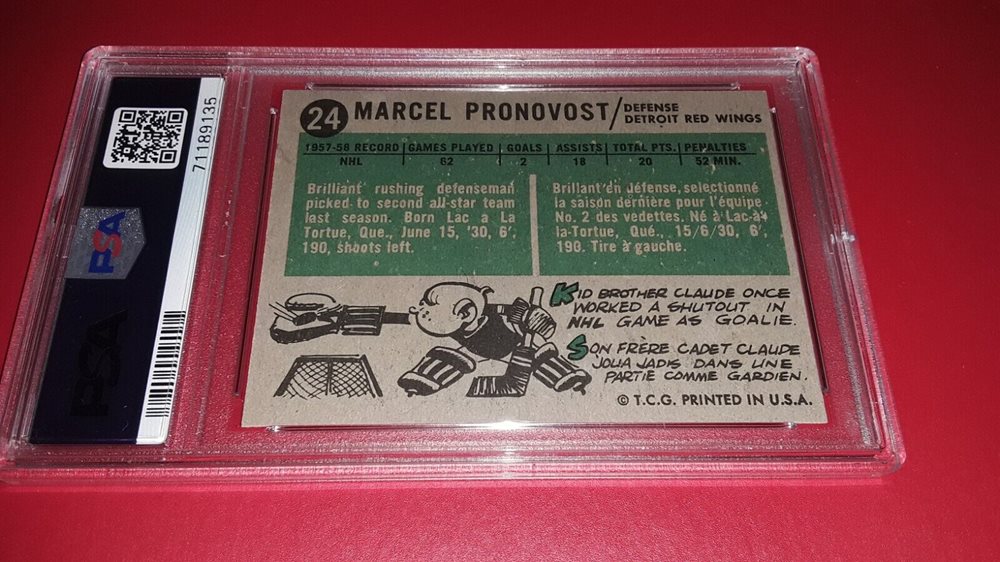 24 MARCEL PRONOVOST / DEFENSE
DETROIT RED WINGS
1957-58 RECORD GAMES PLAYED GOALS ASSISTS TOTAL PTS. PENALTIES
NHL 62 2 18 20 52 MIN.
Brilliant rushing defenseman
picked to second all-star team
last season. Born Lac a La
Tortue, Que., June 15, '30, 6',
190, shoots left.
Brillant en défense, selectionné
la saison dernière pour l'équipe
No. 2 des vedettes. Né à Lac-à-
la-Tortue, Qué., 15/6/30, 6',
190. Tire à gauche.
KID BROTHER CLAUDE ONCE
WORKED A SHUTOUT IN
NHL GAME AS GOALIE.
SON FRÈRE CADET CLAUDE
JOUA JADIS DANS UNE
PARTIE COMME GARDIEN.
© T.C.G. PRINTED IN U.S.A.
71189135
PSA
PSA